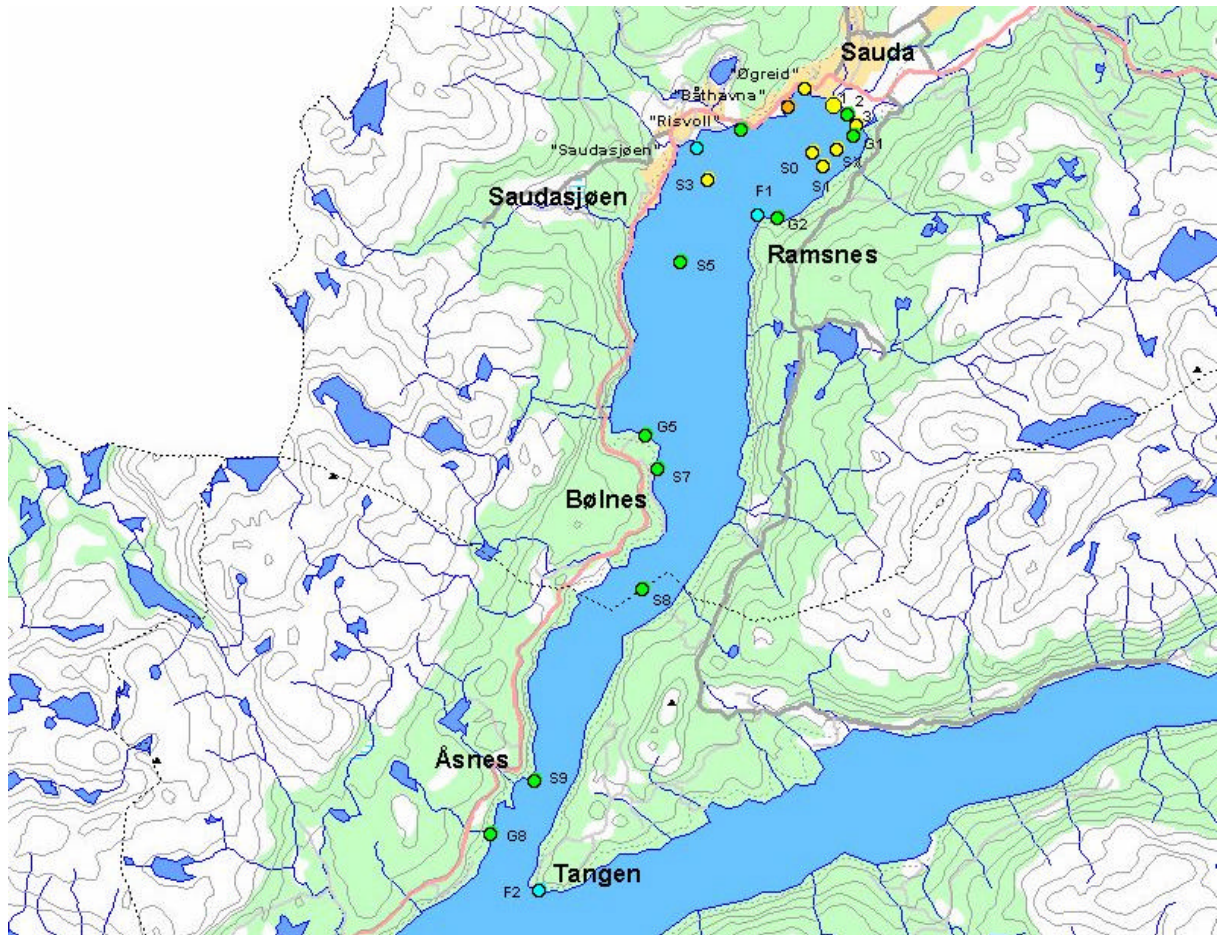 Sauda
"Øgreid"
"Båthavna"
1 2
"Risvoll"
3
G1
"Saudasjøen"
S0
S1
S3
F1
Saudasjøen
G2
Ramsnes
S5
G5
S7
Bølnes
S8
Åsnes
S9
G8
Tangen
F2